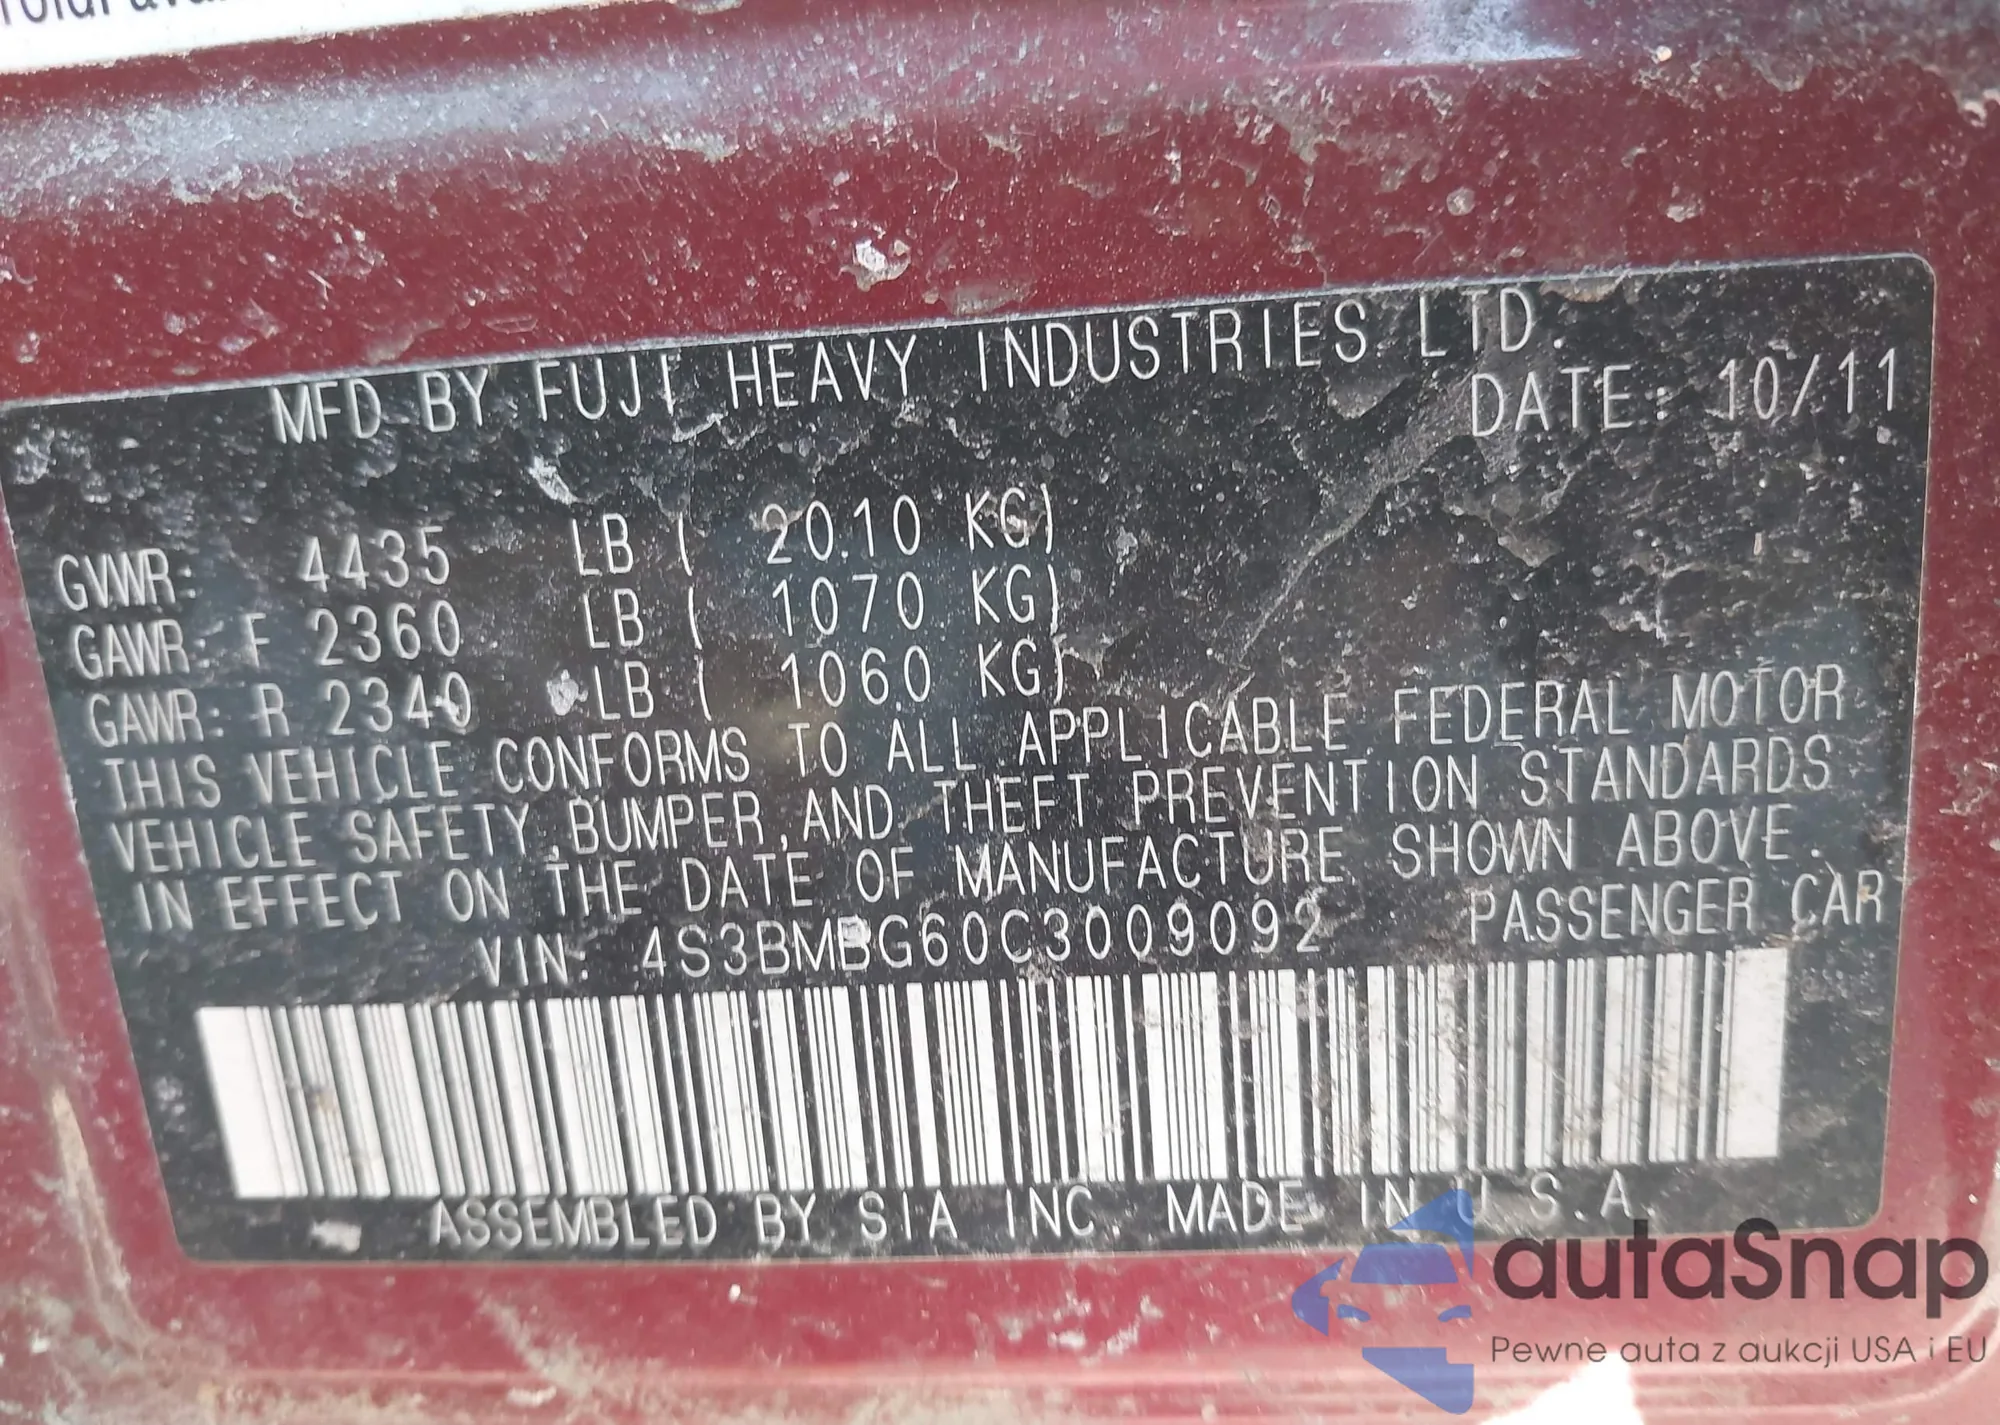 MFD BY FUJI HEAVY INDUSTRIES LTD.
DATE: 10/11
GVWR: 4435 LB ( 2010 KG)
GAWR: F 2360 LB ( 1070 KG)
GAWR: R 2340 LB ( 1060 KG)
THIS VEHICLE CONFORMS TO ALL APPLICABLE FEDERAL MOTOR
VEHICLE SAFETY, BUMPER, AND THEFT PREVENTION STANDARDS
IN EFFECT ON THE DATE OF MANUFACTURE SHOWN ABOVE.
VIN: 4S3BMBG60C3009092 PASSENGER CAR
ASSEMBLED BY SIA INC. MADE IN U.S.A.
autaSnap
Pewne auta z aukcji USA i EU